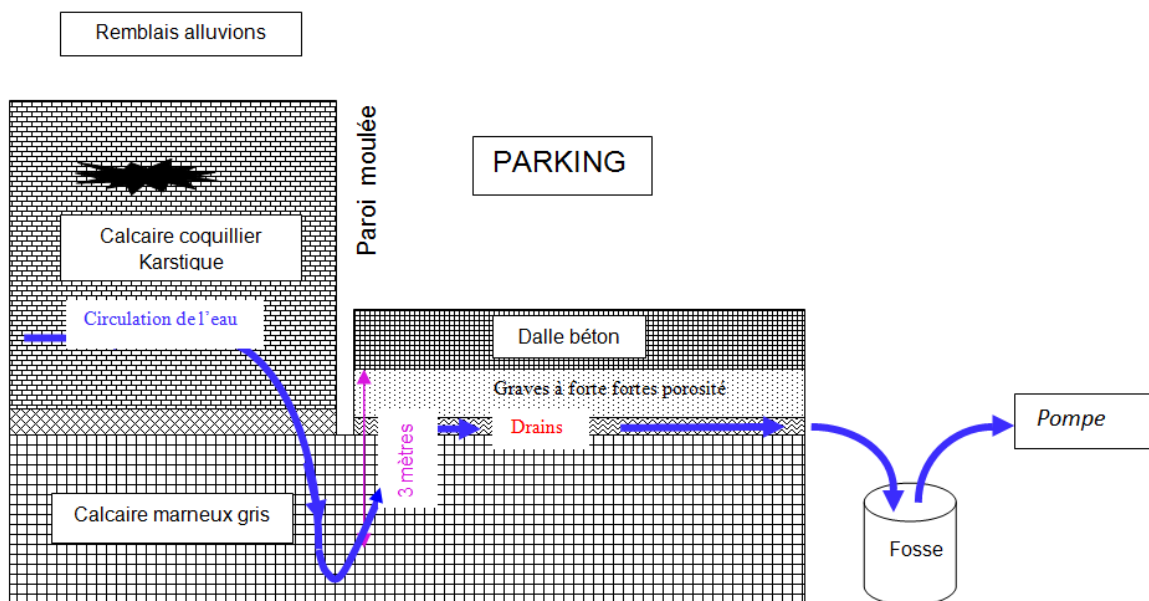 Remblais alluvions
Paroi moulée
PARKING
Calcaire coquillier
Karstique
Circulation de l'eau
Dalle béton
Graves à forte fortes porosité
Drains
3 mètres
Pompe
Calcaire marneux gris
Fosse